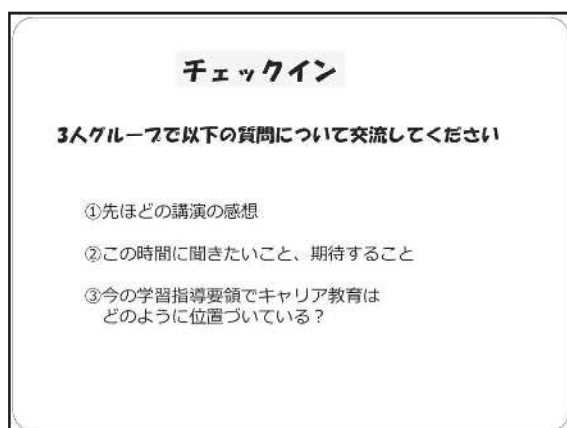 チェックイン
3人グループで以下の質問について交流してください
①先ほどの講演の感想
②この時間に聞きたいこと、期待すること
③今の学習指導要領でキャリア教育は
どのように位置づいている？